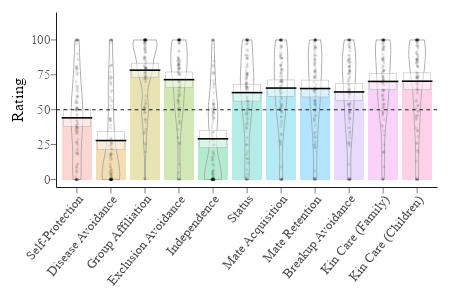 Rating
100
75
50
25
0
Self-Protection
Disease Avoidance
Group Affiliation
Exclusion Avoidance
Independence
Status
Mate Acquisition
Mate Retention
Breakup Avoidance
Kin Care (Family)
Kin Care (Children)